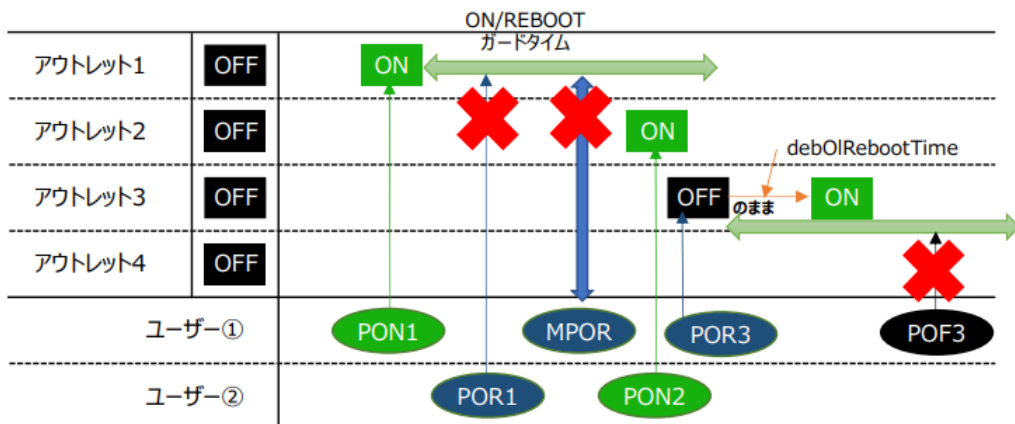 ON/REBOOT
ガードタイム
アウトレット1 OFF ON
アウトレット2 OFF ON
debOlRebootTime
アウトレット3 OFF OFF のまま ON
アウトレット4 OFF
ユーザー① PON1 MPOR POR3 POF3
ユーザー② POR1 PON2